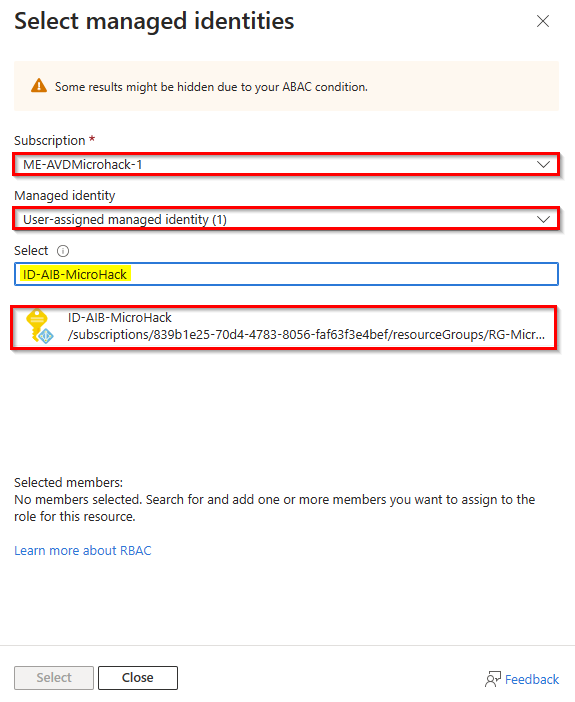 Select managed identities
Some results might be hidden due to your ABAC condition.
Subscription *
ME-AVDMicrohack-1
Managed identity
User-assigned managed identity (1)
Select
ID-AIB-MicroHack
ID-AIB-MicroHack
/subscriptions/839b1e25-70d4-4783-8056-faf63f3e4bef/resourceGroups/RG-Micr...
Selected members:
No members selected. Search for and add one or more members you want to assign to the
role for this resource.
Learn more about RBAC
Select
Close
Feedback